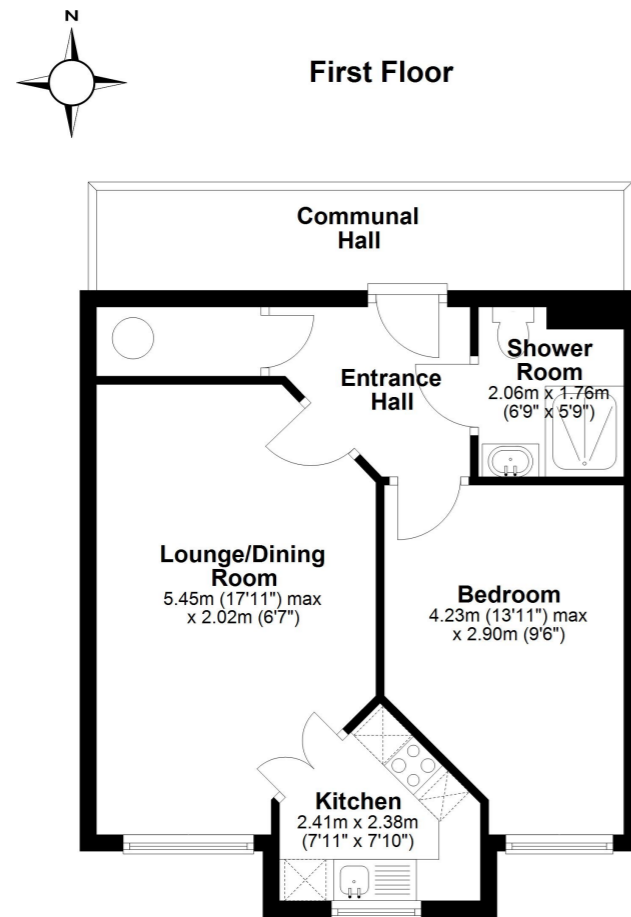 N
First Floor
Communal
Hall
Shower
Room
2.06m x 1.76m
(6'9" x 5'9")
Entrance
Hall
Lounge/Dining
Room
5.45m (17'11") max
x 2.02m (6'7")
Bedroom
4.23m (13'11") max
x 2.90m (9'6")
Kitchen
2.41m x 2.38m
(7'11" x 7'10")